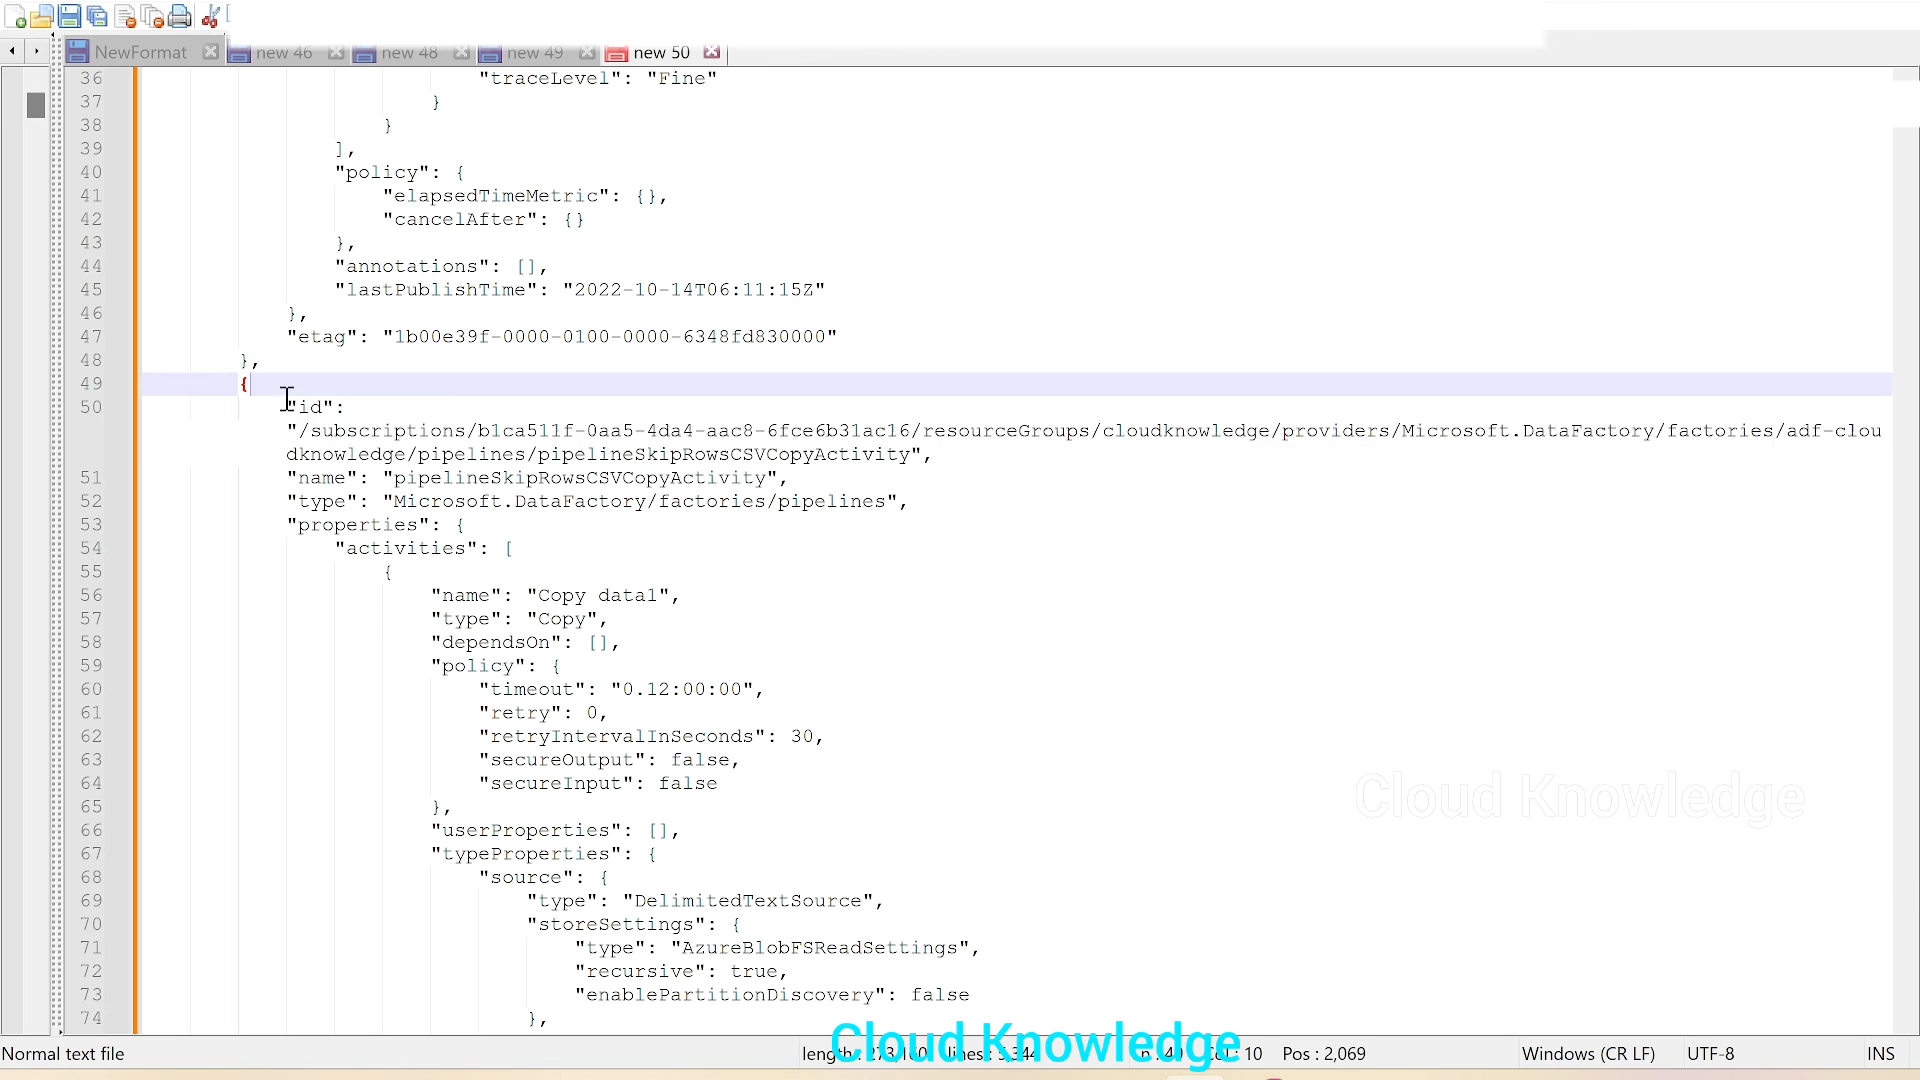 NewFormat new 46 new 48 new 49 new 50
36 "traceLevel": "Fine"
37 }
38 }
39 ],
40 "policy": {
41 "elapsedTimeMetric": {},
42 "cancelAfter": {}
43 },
44 "annotations": [],
45 "lastPublishTime": "2022-10-14T06:11:15Z"
46 },
47 "etag": "1b00e39f-0000-0100-0000-6348fd830000"
48 },
49 {
50 "id":
"/subscriptions/b1ca511f-0aa5-4da4-aac8-6fce6b31ac16/resourceGroups/cloudknowledge/providers/Microsoft.DataFactory/factories/adf-clou
dknowledge/pipelines/pipelineSkipRowsCSVCopyActivity",
51 "name": "pipelineSkipRowsCSVCopyActivity",
52 "type": "Microsoft.DataFactory/factories/pipelines",
53 "properties": {
54 "activities": [
55 {
56 "name": "Copy data1",
57 "type": "Copy",
58 "dependsOn": [],
59 "policy": {
60 "timeout": "0.12:00:00",
61 "retry": 0,
62 "retryIntervalInSeconds": 30,
63 "secureOutput": false,
64 "secureInput": false
65 },
66 "userProperties": [],
67 "typeProperties": {
68 "source": {
69 "type": "DelimitedTextSource",
70 "storeSettings": {
71 "type": "AzureBlobFSReadSettings",
72 "recursive": true,
73 "enablePartitionDiscovery": false
74 },
Cloud Knowledge
Cloud Knowledge
Normal text file Pos : 2,069 Windows (CR LF) UTF-8 INS